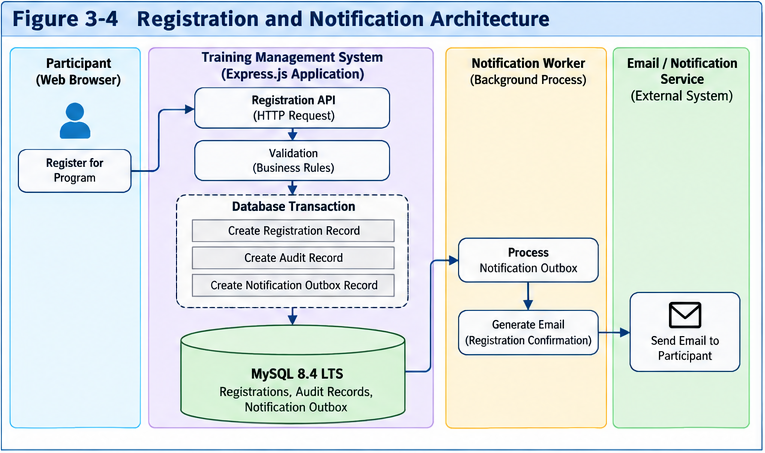 Figure 3-4 Registration and Notification Architecture
Participant
(Web Browser)
Register for
Program
Training Management System
(Express.js Application)
Registration API
(HTTP Request)
Validation
(Business Rules)
Database Transaction
Create Registration Record
Create Audit Record
Create Notification Outbox Record
MySQL 8.4 LTS
Registrations, Audit Records,
Notification Outbox
Notification Worker
(Background Process)
Process
Notification Outbox
Generate Email
(Registration Confirmation)
Email / Notification
Service
(External System)
Send Email to
Participant